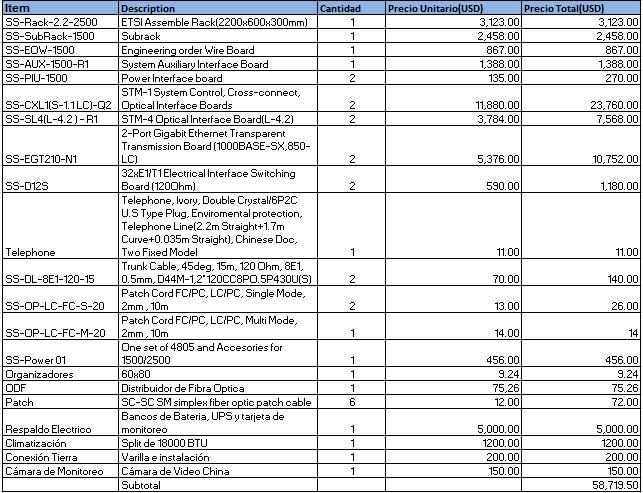 Item Description Cantidad Precio Unitario(USD) Precio Total(USD)
SS-Rack-2.2-2500 ETSI Assemble Rack(2200x600x300mm) 1 3,123.00 3,123.00
SS-SubRack-1500 Subrack 1 2,458.00 2,458.00
SS-EOW-1500 Engineering order Wire Board 1 867.00 867.00
SS-AUX-1500-R1 System Auxiliary Interface Board 1 1,388.00 1,388.00
SS-PIU-1500 Power Interface board 2 135.00 270.00
STM-1 System Control, Cross-connect,
SS-CXL1(S-1.1 LC)-Q2 Optical Interface Boards 2 11,880.00 23,760.00
SS-SL4(L-4.2) - R1 STM-4 Optical Interface Board(L-4.2) 2 3,784.00 7,568.00
2-Port Gigabit Ethernet Transparent
Transmission Board (1000BASE-SX,850-
SS-EGT210-N1 LC) 2 5,376.00 10,752.00
32xE1/T1 Electrical Interface Switching
SS-D12S Board (120Ohm) 2 590.00 1,180.00
Telephone, Ivory, Double Crystal/6P2C
U.S Type Plug, Enviromental protection,
Telephone Line(2.2m Straight+1.7m
Curve+0.035m Straight), Chinese Doc,
Telephone Two Fixed Model 1 11.00 11.00
Trunk Cable, 45deg, 15m, 120 Ohm, 8E1,
SS-DL-8E1-120-15 0.5mm, D44M-1,2*120CC8P0.5P430U(S) 2 70.00 140.00
Patch Cord FC/PC, LC/PC, Single Mode,
SS-OP-LC-FC-S-20 2mm , 10m 2 13.00 26.00
Patch Cord FC/PC, LC/PC, Multi Mode,
SS-OP-LC-FC-M-20 2mm , 10m 1 14.00 14
One set of 4805 and Accesories for
SS-Power 01 1500/2500 1 456.00 456.00
Organizadores 60x80 1 9.24 9.24
ODF Distribuidor de Fibra Optica 1 75,26 75.26
Patch SC-SC SM simplex fiber optic patch cable 6 12.00 72.00
Bancos de Bateria, UPS y tarjeta de
Respaldo Electrico monitoreo 1 5,000.00 5,000.00
Climatización Split de 18000 BTU 1 1200.00 1200.00
Conexión Tierra Varilla e instalación 1 200.00 200.00
Cámara de Monitoreo Cámara de Video China 1 150.00 150.00
Subtotal 58,719.50